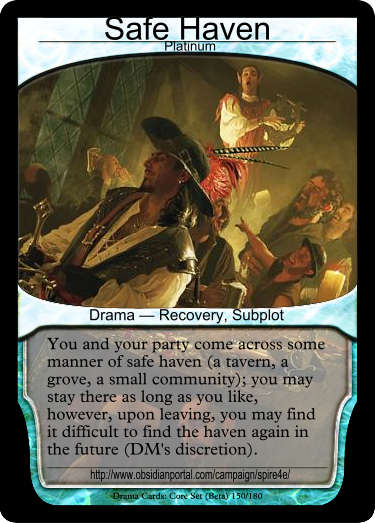 Safe Haven
Platinum
Drama — Recovery, Subplot
You and your party come across some
manner of safe haven (a tavern, a
grove, a small community); you may
stay there as long as you like,
however, upon leaving, you may find
it difficult to find the haven again in
the future (DM's discretion).
http://www.obsidianportal.com/campaign/spire4e/
Drama Cards: Core Set (Beta) 150/180